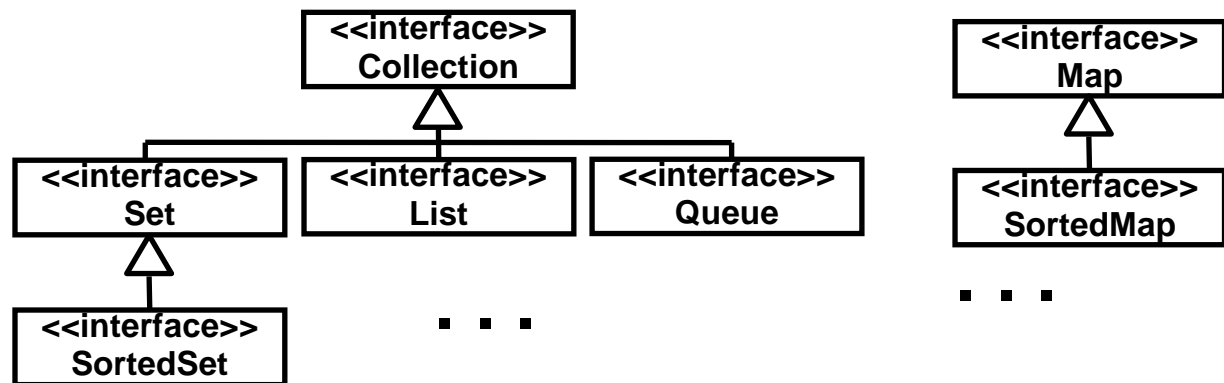 <<interface>>
Collection
<<interface>>
Map
<<interface>>
Set
<<interface>>
List
<<interface>>
Queue
<<interface>>
SortedMap
<<interface>>
SortedSet
. . .
. . .